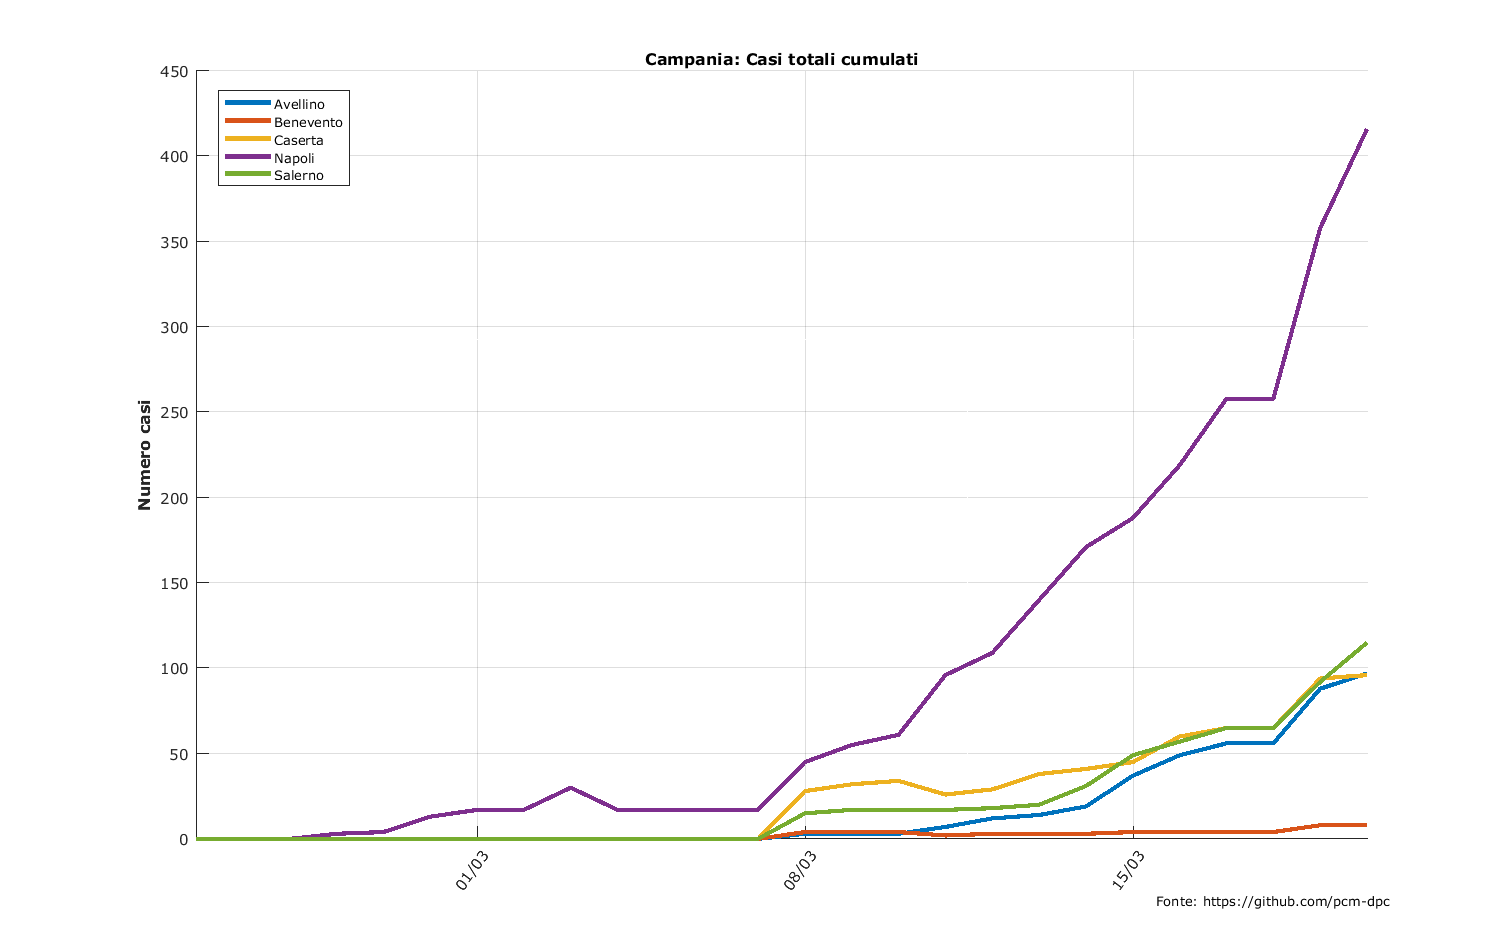 Campania: Casi totali cumulati
450
400
350
300
250
200
150
100
50
0
Numero casi
Avellino
Benevento
Caserta
Napoli
Salerno
01/03
08/03
15/03
Fonte: https://github.com/pcm-dpc